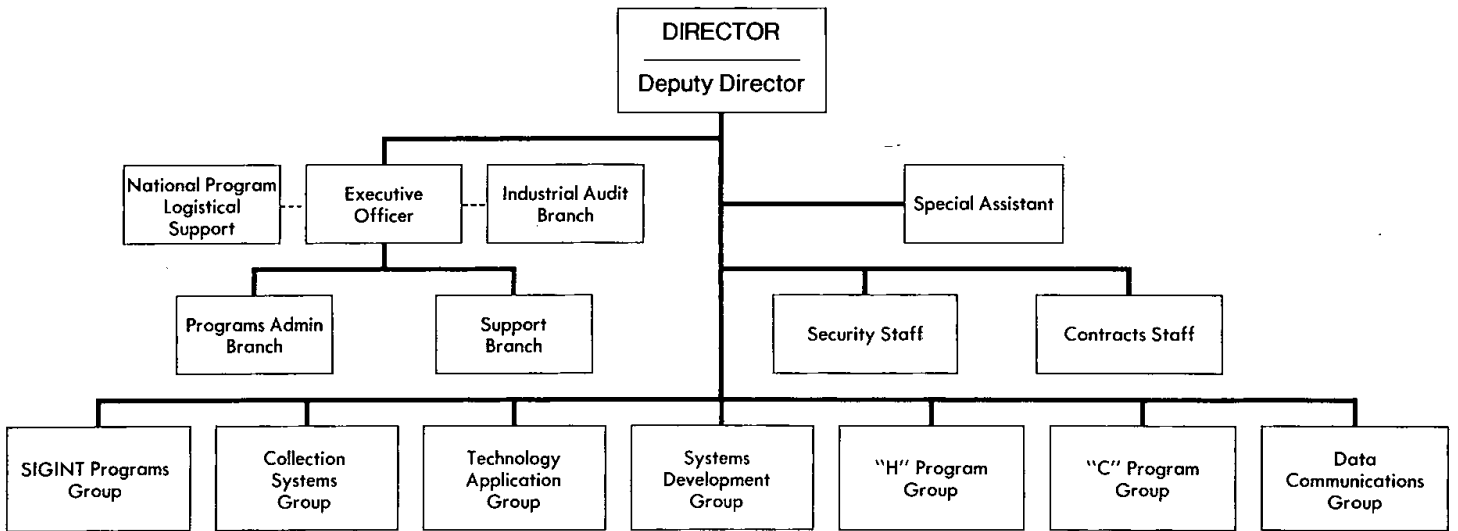 DIRECTOR
Deputy Director
National Program
Logistical
Support
Executive
Officer
Industrial Audit
Branch
Special Assistant
Programs Admin
Branch
Support
Branch
Security Staff
Contracts Staff
SIGINT Programs
Group
Collection
Systems
Group
Technology
Application
Group
Systems
Development
Group
"H" Program
Group
"C" Program
Group
Data
Communications
Group